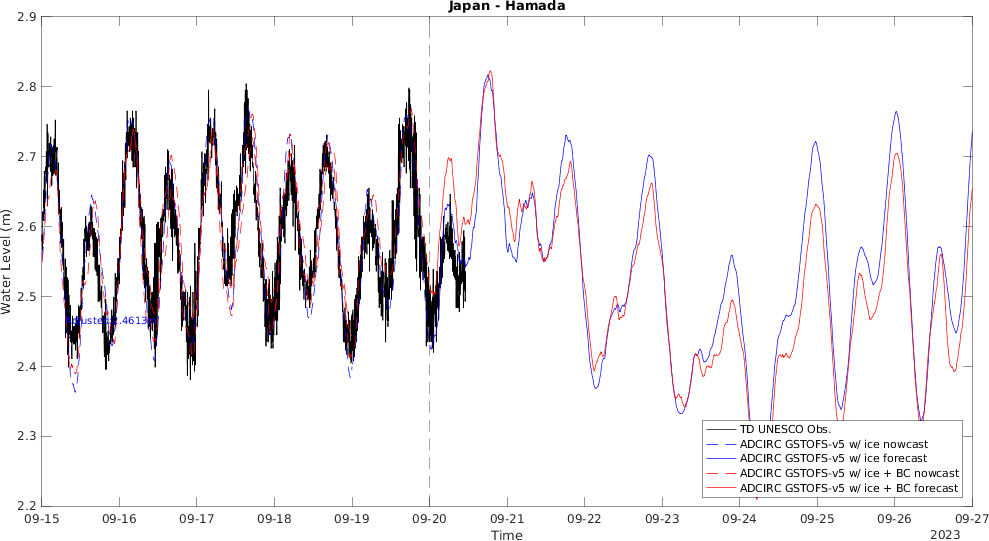 Japan - Hamada
Water Level (m)
2.9
2.8
2.7
2.6
2.5
2.4
2.3
2.2
09-15
09-16
09-17
09-18
09-19
09-20
09-21
09-22
09-23
09-24
09-25
09-26
09-27
Time
2023
TD UNESCO Obs.
ADCIRC GSTOFS-v5 w/ ice nowcast
ADCIRC GSTOFS-v5 w/ ice forecast
ADCIRC GSTOFS-v5 w/ ice + BC nowcast
ADCIRC GSTOFS-v5 w/ ice + BC forecast